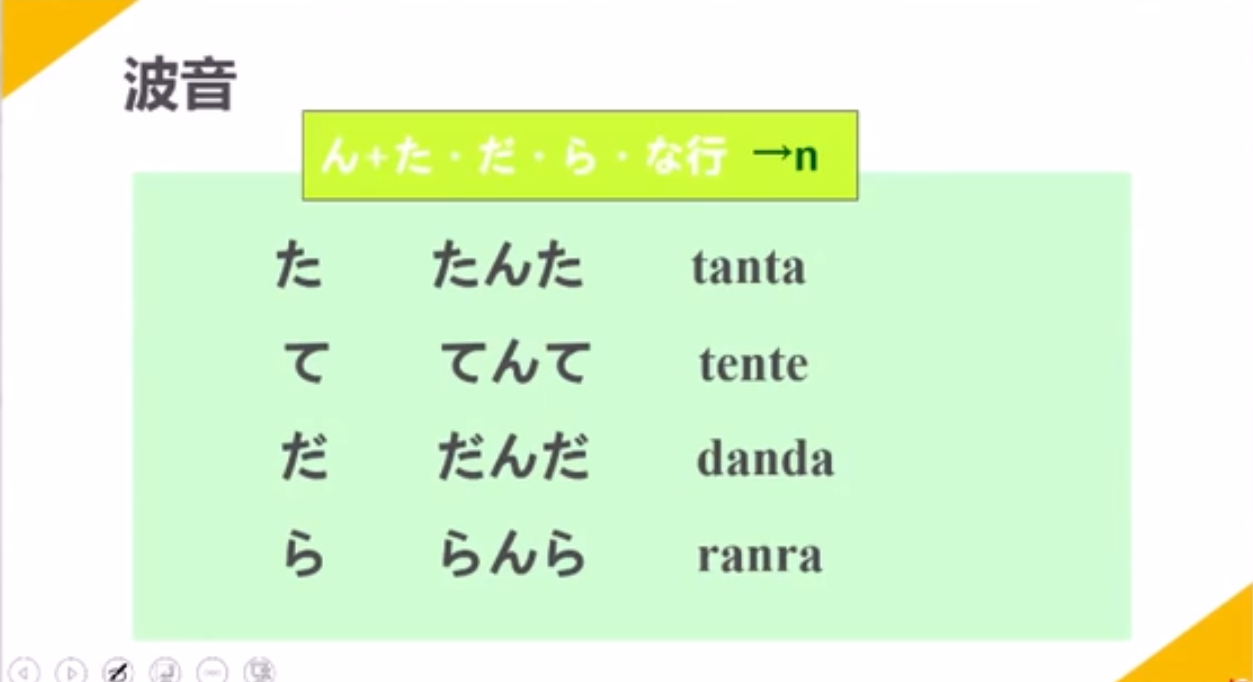 波音
ん+た・だ・ら・な行 →n
た たんた tanta
て てんて tente
だ だんだ danda
ら らんら ranra